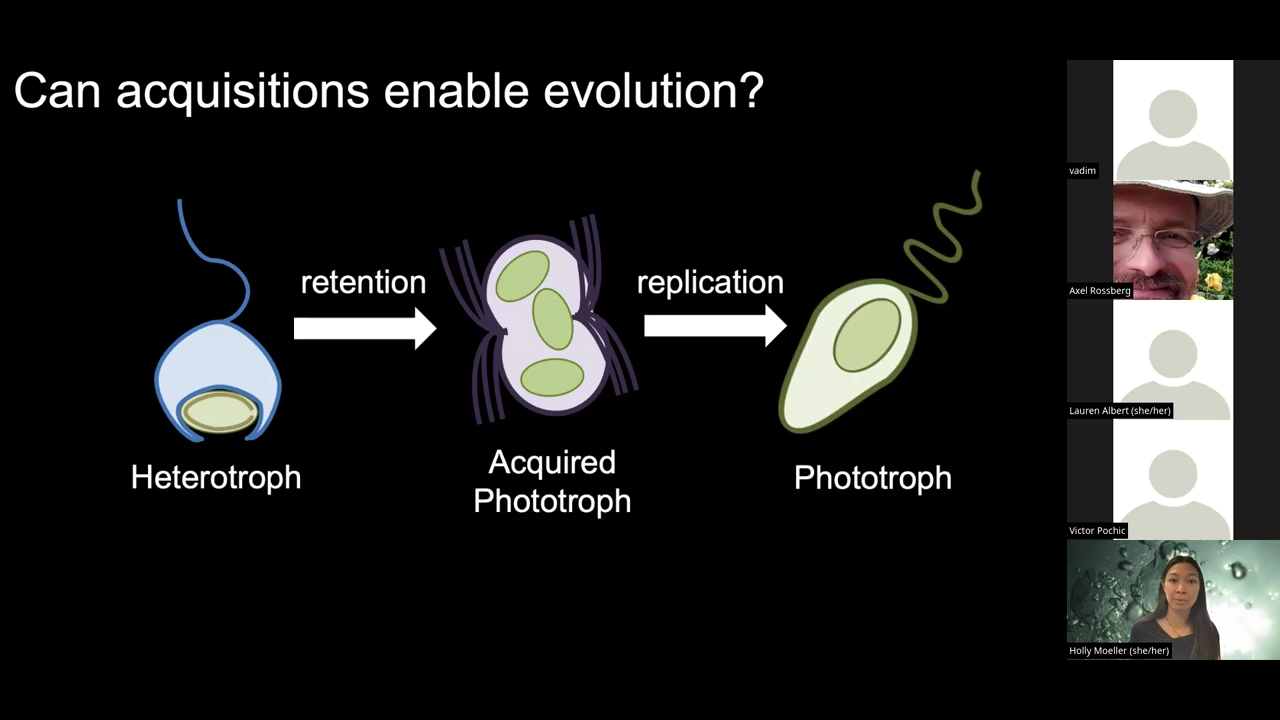 Can acquisitions enable evolution?
retention
replication
Heterotroph
Acquired
Phototroph
Phototroph
vadim
Axel Rossberg
Lauren Albert (she/her)
Victor Pochic
Holly Moeller (she/her)